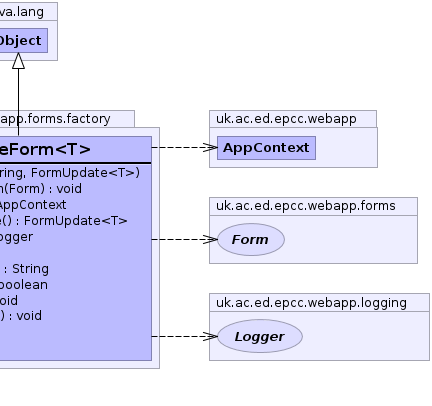 va.lang
Object
app.forms.factory
eForm<T>
ring, FormUpdate<T>)
n(Form) : void
AppContext
e() : FormUpdate<T>
ogger
: String
boolean
oid
) : void
uk.ac.ed.epcc.webapp
AppContext
uk.ac.ed.epcc.webapp.forms
Form
uk.ac.ed.epcc.webapp.logging
Logger